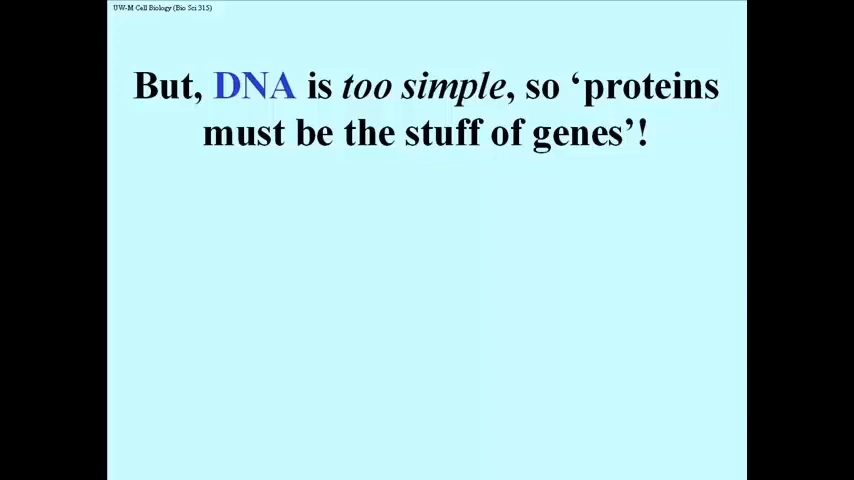 UW-M Cell Biology (Bio Sci 315)
But, DNA is too simple, so ‘proteins
must be the stuff of genes’!